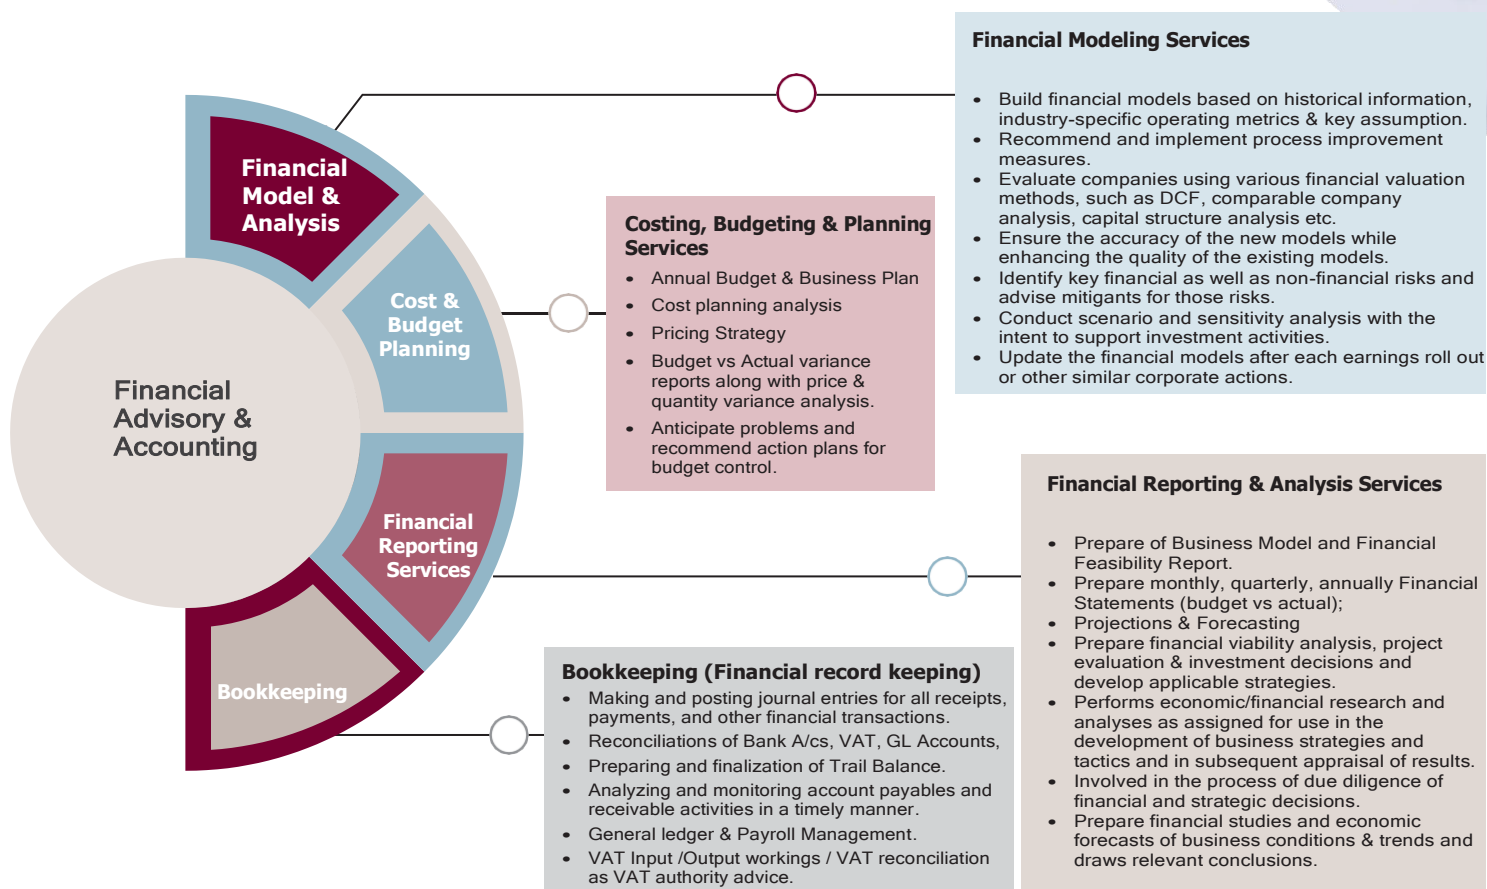 Financial
Advisory &
Accounting
Financial
Model &
Analysis
Cost &
Budget
Planning
Financial
Reporting
Services
Bookkeeping
Financial Modeling Services
• Build financial models based on historical information,
industry-specific operating metrics & key assumption.
• Recommend and implement process improvement
measures.
• Evaluate companies using various financial valuation
methods, such as DCF, comparable company
analysis, capital structure analysis etc.
• Ensure the accuracy of the new models while
enhancing the quality of the existing models.
• Identify key financial as well as non-financial risks and
advise mitigants for those risks.
• Conduct scenario and sensitivity analysis with the
intent to support investment activities.
• Update the financial models after each earnings roll out
or other similar corporate actions.
Costing, Budgeting & Planning
Services
• Annual Budget & Business Plan
• Cost planning analysis
• Pricing Strategy
• Budget vs Actual variance
reports along with price &
quantity variance analysis.
• Anticipate problems and
recommend action plans for
budget control.
Financial Reporting & Analysis Services
• Prepare of Business Model and Financial
Feasibility Report.
• Prepare monthly, quarterly, annually Financial
Statements (budget vs actual);
• Projections & Forecasting
• Prepare financial viability analysis, project
evaluation & investment decisions and
develop applicable strategies.
• Performs economic/financial research and
analyses as assigned for use in the
development of business strategies and
tactics and in subsequent appraisal of results.
• Involved in the process of due diligence of
financial and strategic decisions.
• Prepare financial studies and economic
forecasts of business conditions & trends and
draws relevant conclusions.
Bookkeeping (Financial record keeping)
• Making and posting journal entries for all receipts,
payments, and other financial transactions.
• Reconciliations of Bank A/cs, VAT, GL Accounts,
• Preparing and finalization of Trail Balance.
• Analyzing and monitoring account payables and
receivable activities in a timely manner.
• General ledger & Payroll Management.
• VAT Input /Output workings / VAT reconciliation
as VAT authority advice.